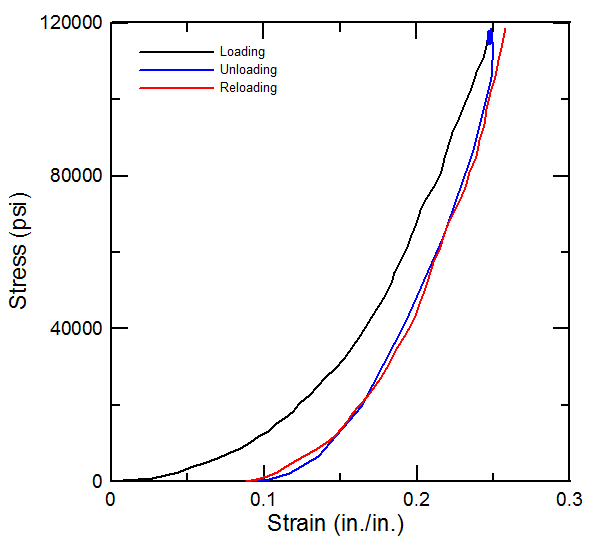 120000
Loading
Unloading
Reloading
80000
Stress (psi)
40000
0
0 0.1 0.2 0.3
Strain (in./in.)